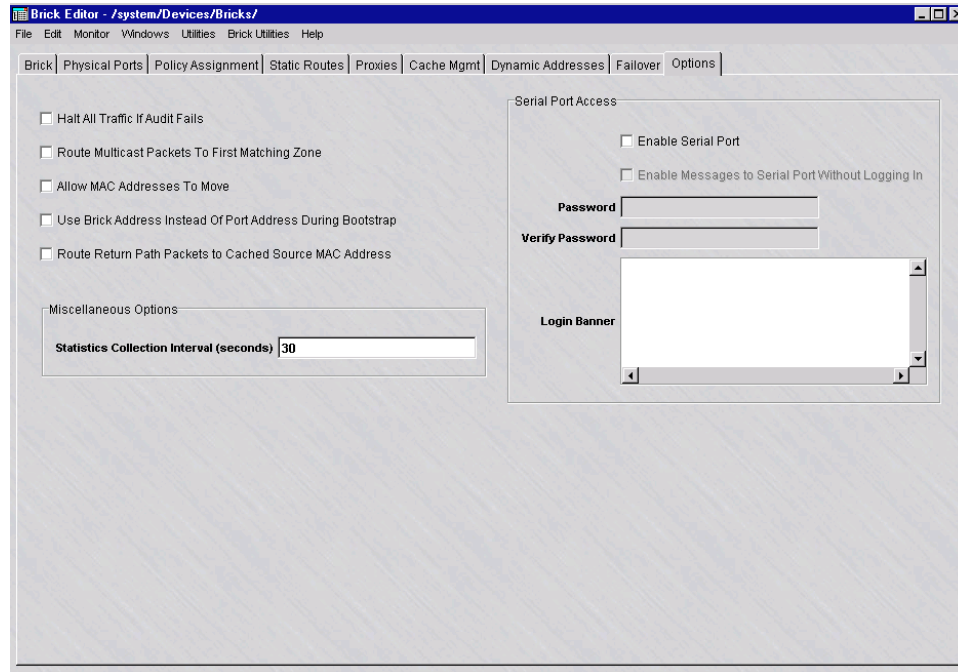 Brick Editor - /system/Devices/Bricks/
File Edit Monitor Windows Utilities Brick Utilities Help
Brick Physical Ports Policy Assignment Static Routes Proxies Cache Mgmt Dynamic Addresses Failover Options
Halt All Traffic If Audit Fails
Route Multicast Packets To First Matching Zone
Allow MAC Addresses To Move
Use Brick Address Instead Of Port Address During Bootstrap
Route Return Path Packets to Cached Source MAC Address
Miscellaneous Options
Statistics Collection Interval (seconds) 30
Serial Port Access
Enable Serial Port
Enable Messages to Serial Port Without Logging In
Password
Verify Password
Login Banner